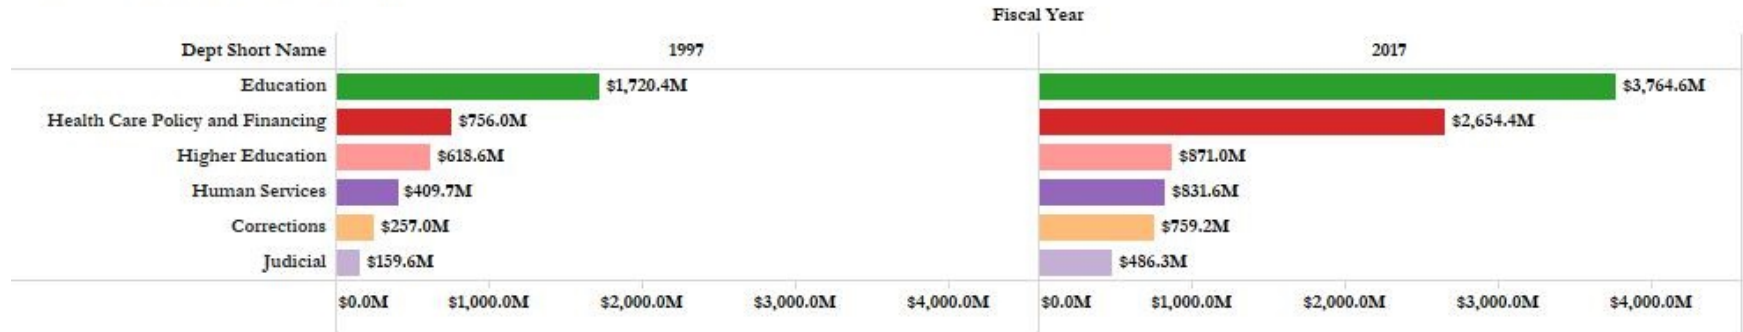 Fiscal Year
Dept Short Name 1997 2017
Education $1,720.4M $3,764.6M
Health Care Policy and Financing $756.0M $2,654.4M
Higher Education $618.6M $871.0M
Human Services $409.7M $831.6M
Corrections $257.0M $759.2M
Judicial $159.6M $486.3M
$0.0M $1,000.0M $2,000.0M $3,000.0M $4,000.0M $0.0M $1,000.0M $2,000.0M $3,000.0M $4,000.0M